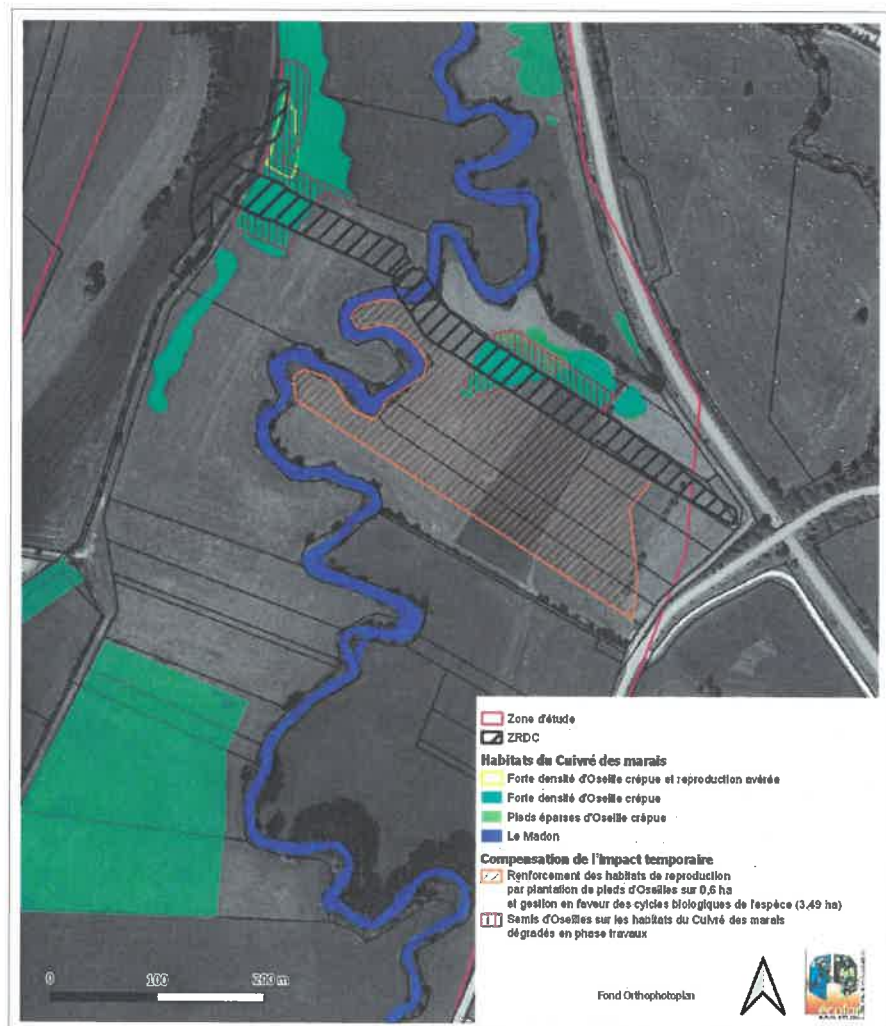 Zone d'étude
ZRDC
Habitats du Cuivré des marais
Forte densité d'Oseille crépue et reproduction avérée
Forte densité d'Oseille crépue
Pieds éparses d'Oseille crépue
Le Madon
Compensation de l'impact temporaire
Renforcement des habitats de reproduction
par plantation de pieds d'Oseilles sur 0,6 ha
et gestion en faveur des cylcles biologiques de l'espèce (3,49 ha)
Semis d'Oseilles sur les habitats du Cuivré des marais
dégradés en phase travaux
0 100 200 m
Fond Orthophotoplan